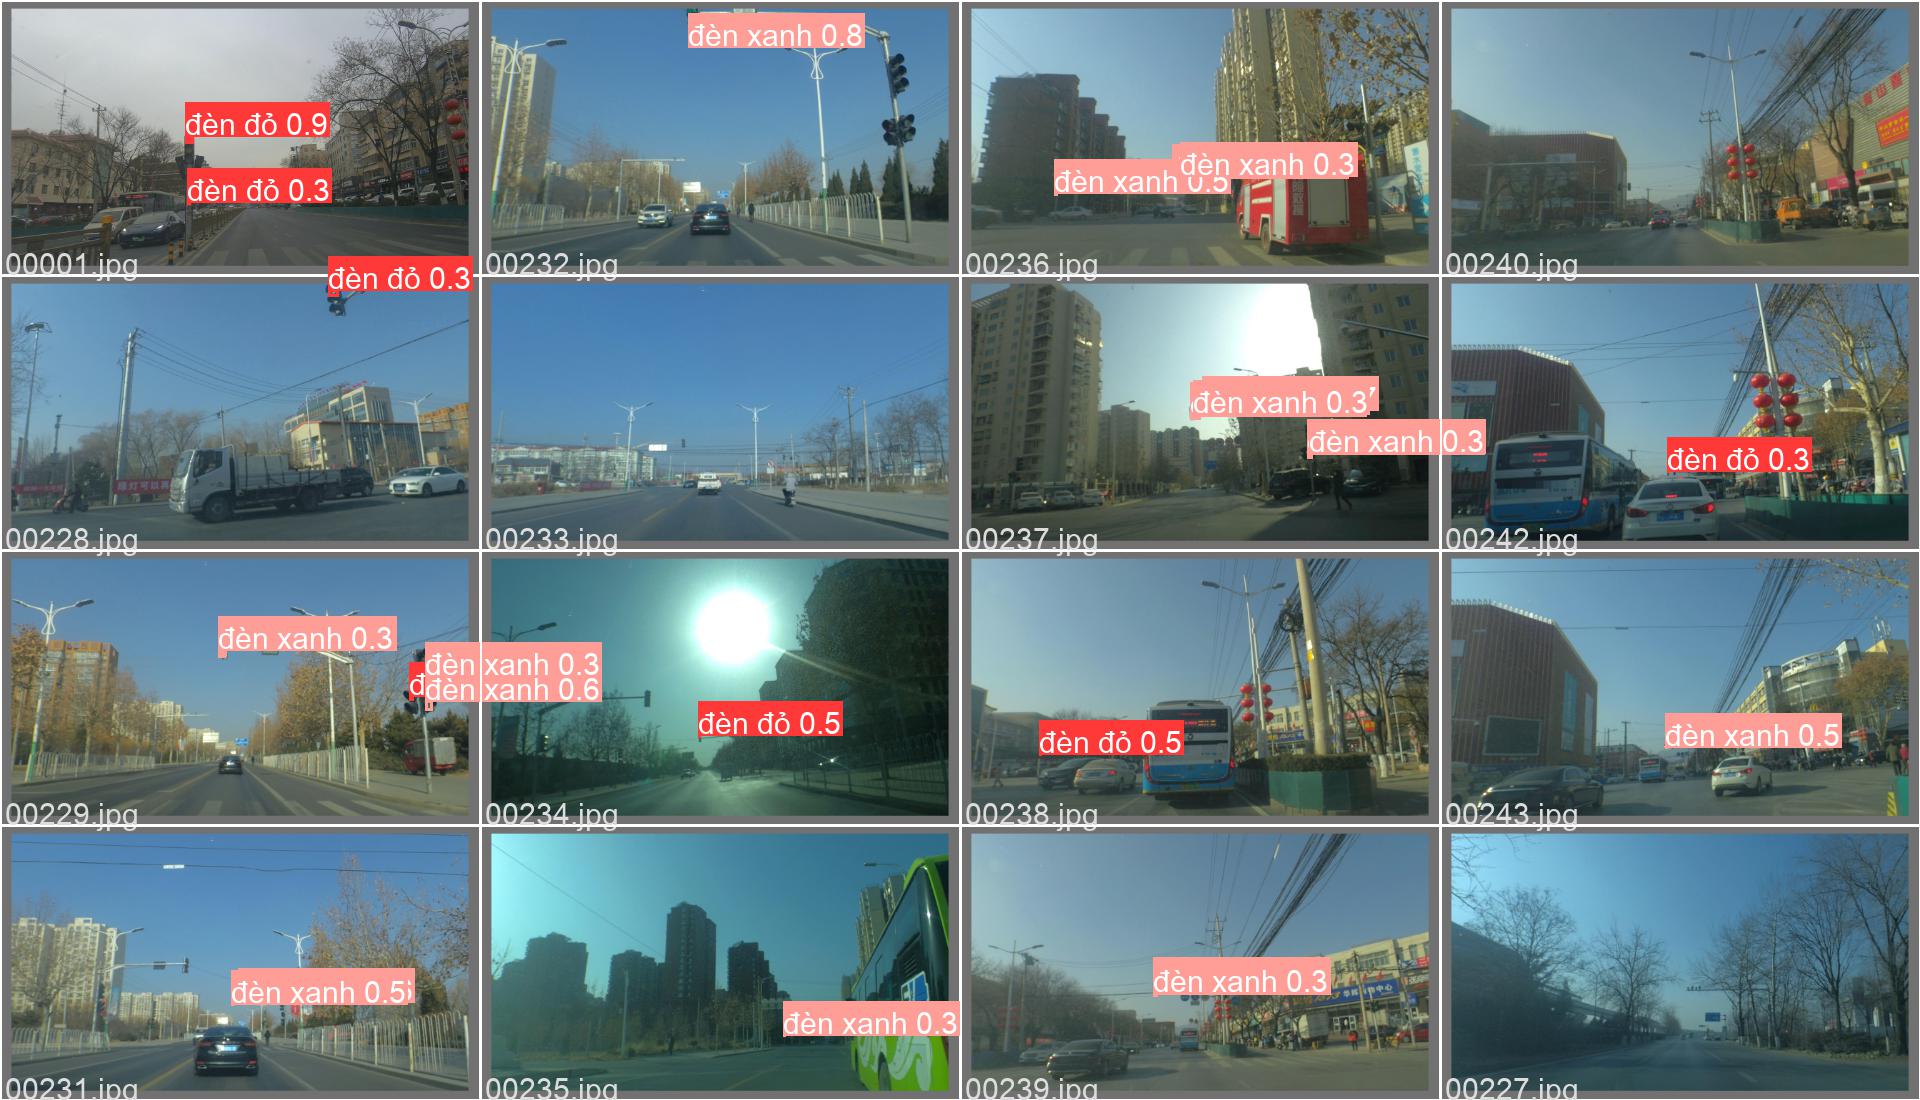 đèn đỏ 0.9
đèn đỏ 0.3
00001.jpg
đèn xanh 0.8
00232.jpg
đèn xanh 0.5
đèn xanh 0.3
00236.jpg
00240.jpg
đèn đỏ 0.3
00228.jpg
00233.jpg
đèn xanh 0.3
đèn xanh 0.3
00237.jpg
đèn đỏ 0.3
00242.jpg
đèn xanh 0.3
đèn xanh 0.3
đèn xanh 0.6
00229.jpg
đèn đỏ 0.5
00234.jpg
đèn đỏ 0.5
00238.jpg
đèn xanh 0.5
00243.jpg
đèn xanh 0.5
00231.jpg
đèn xanh 0.3
00235.jpg
đèn xanh 0.3
00239.jpg
00227.jpg